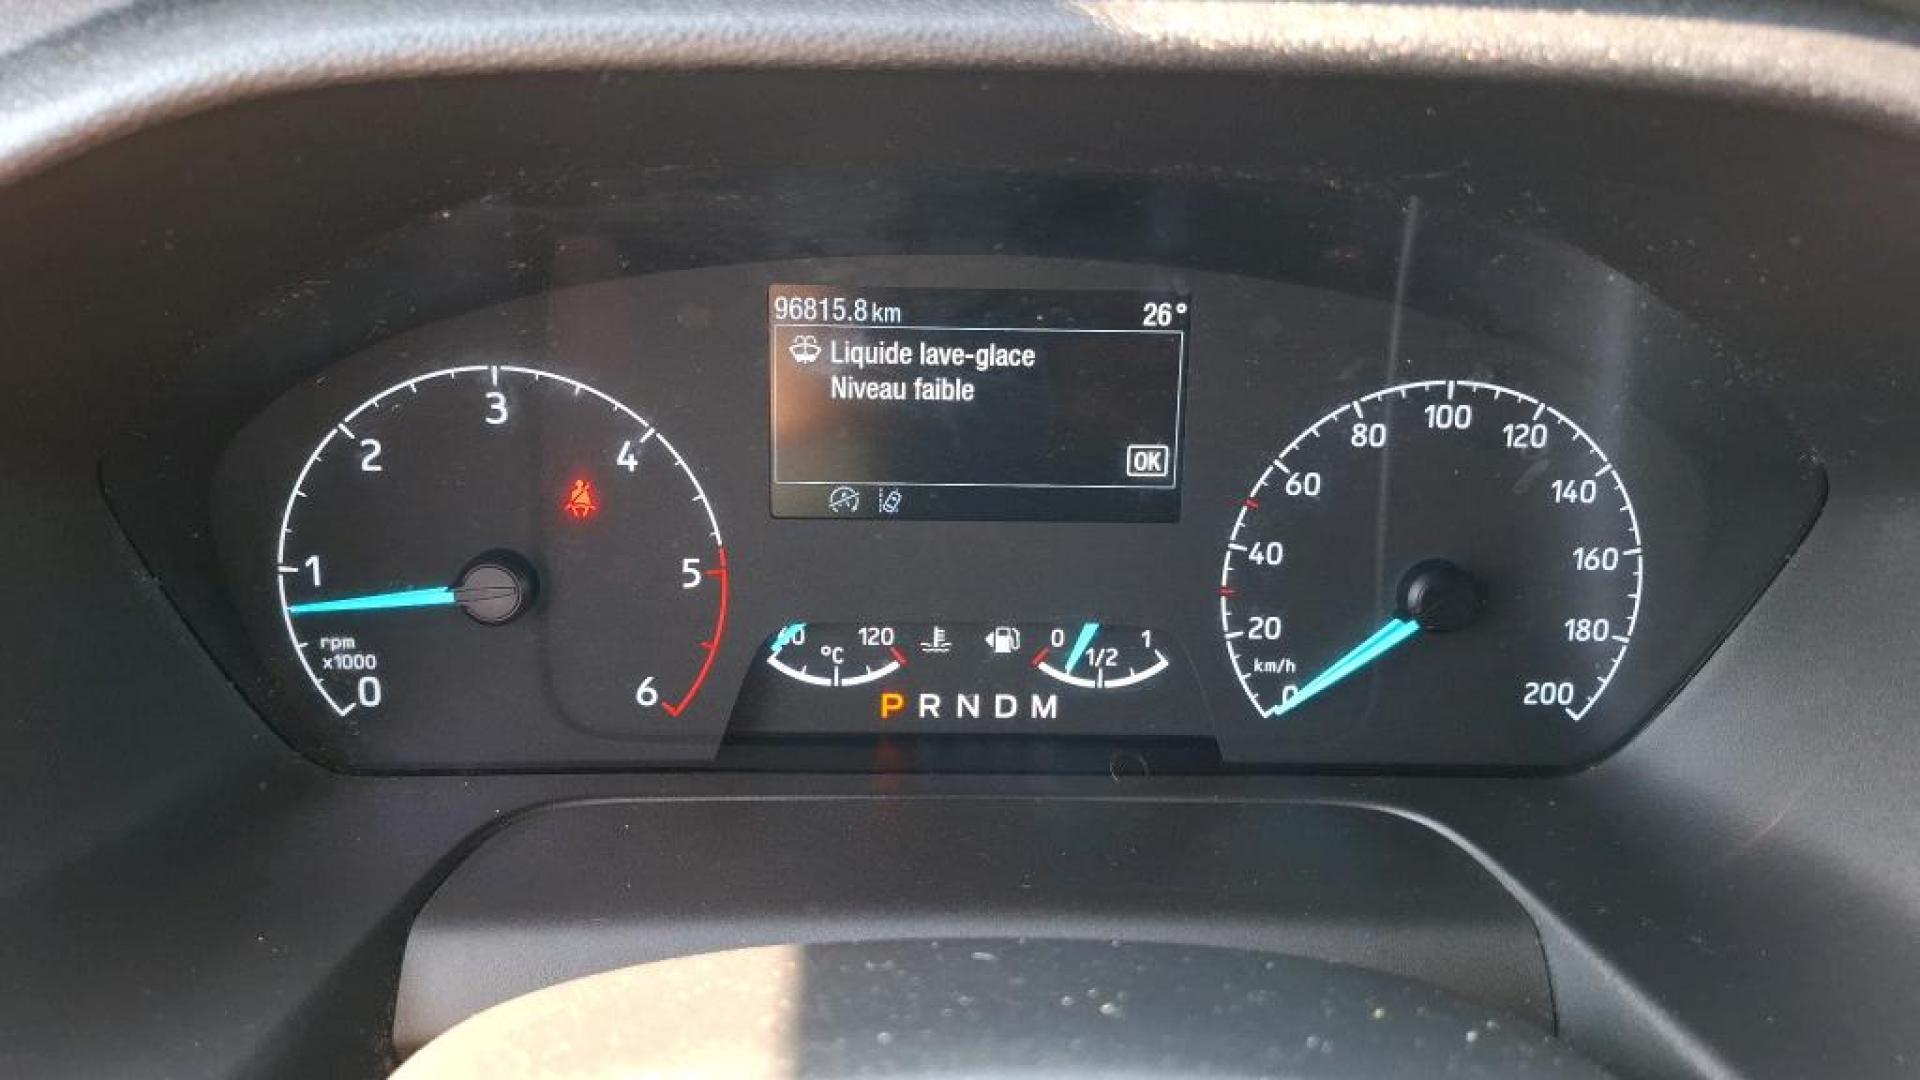 96815.8 km 26°
Liquide lave-glace
Niveau faible
OK
0 1 2 3 4 5 6
rpm
x1000
120
°C
0 1/2 1
P R N D M
0 20 40 60 80 100 120 140 160 180 200
km/h